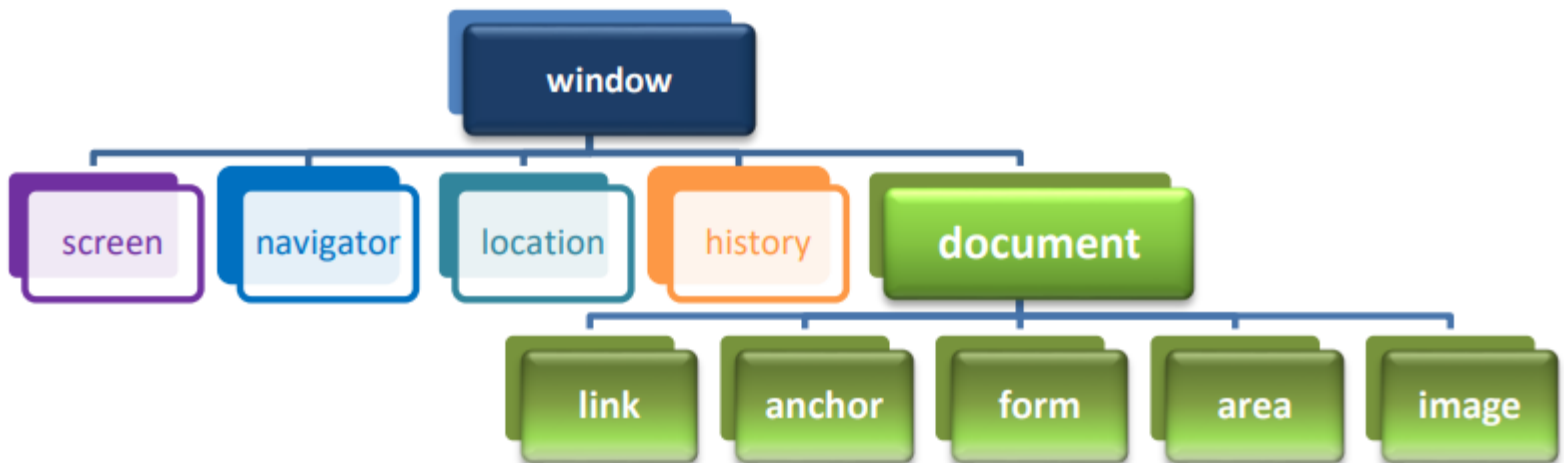 window
screen
navigator
location
history
document
link
anchor
form
area
image